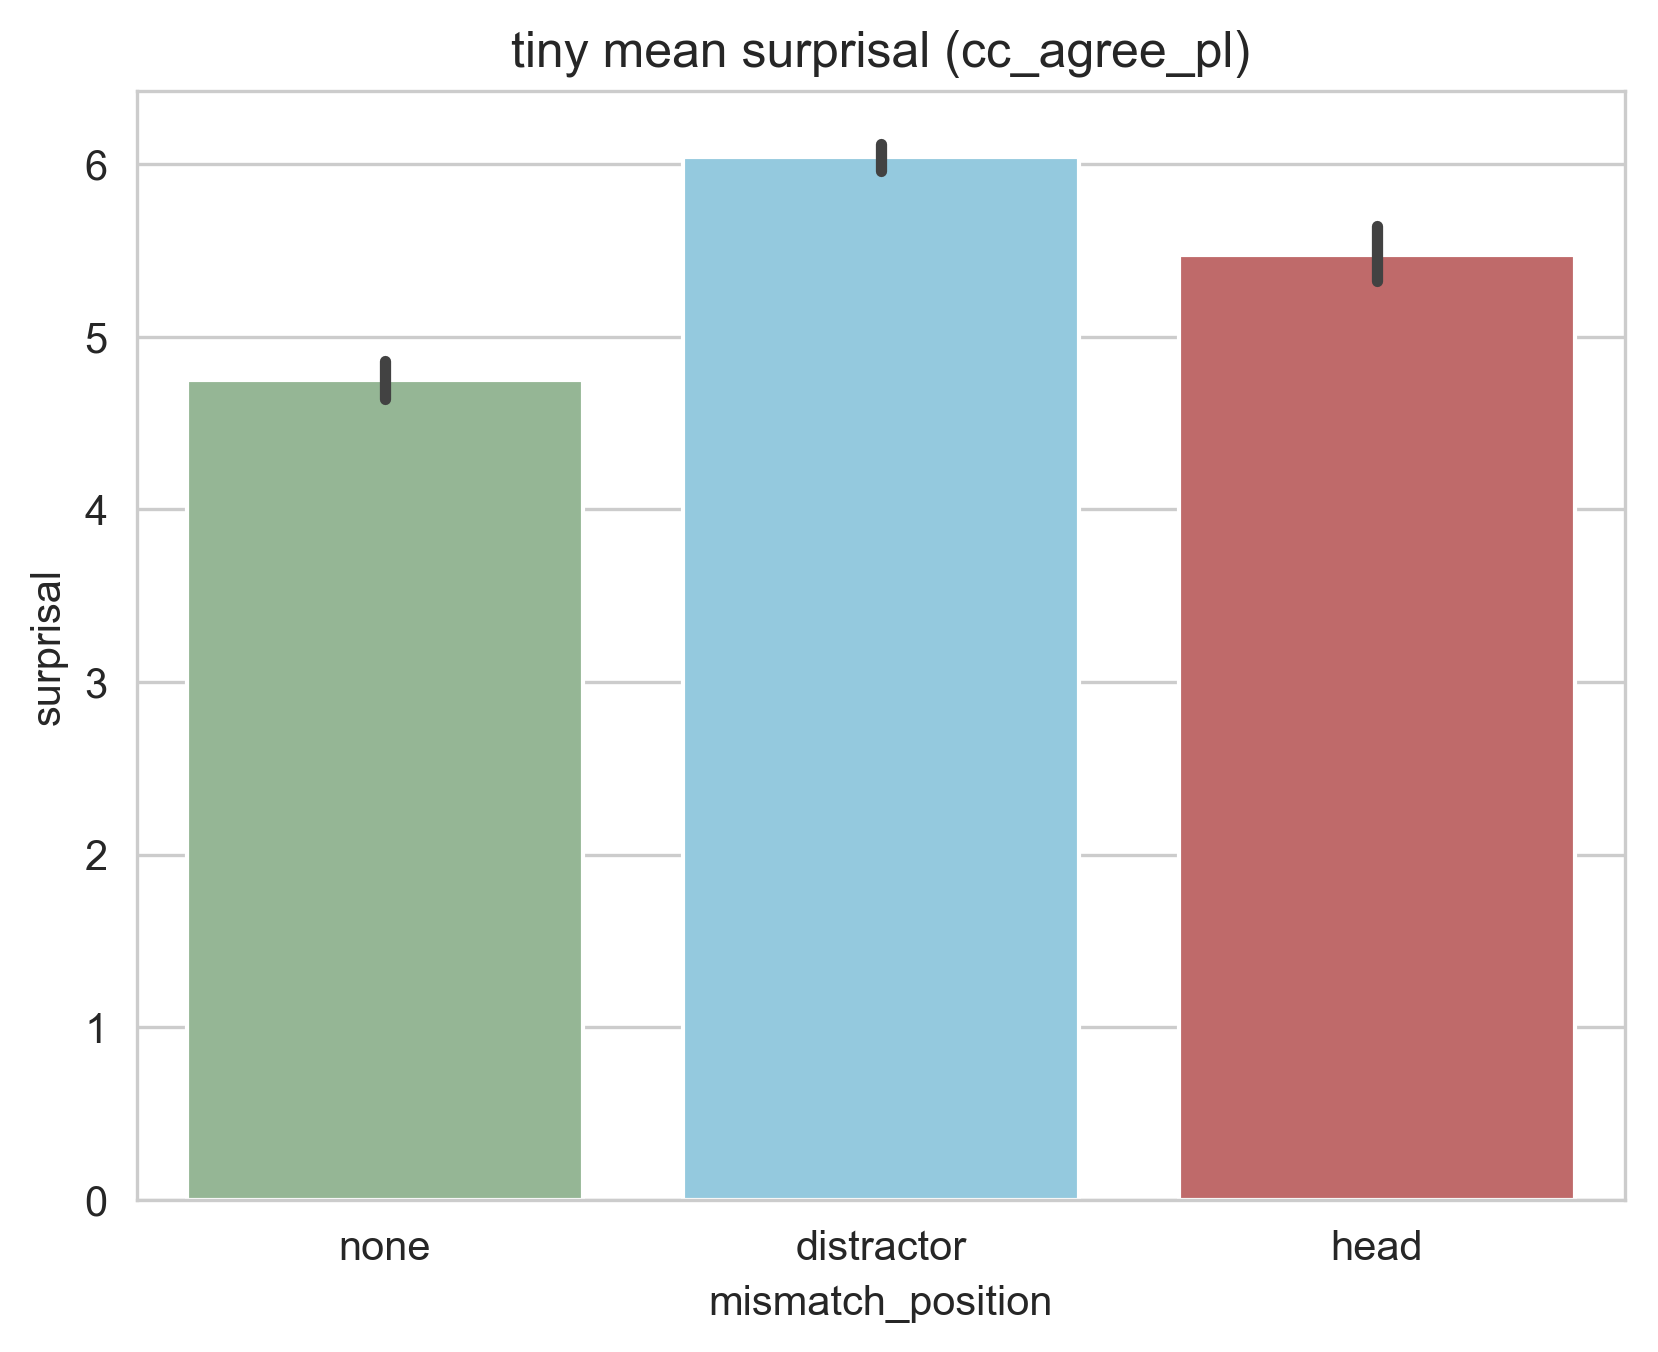 tiny mean surprisal (cc_agree_pl)
surprisal
6
5
4
3
2
1
0
none distractor head
mismatch_position